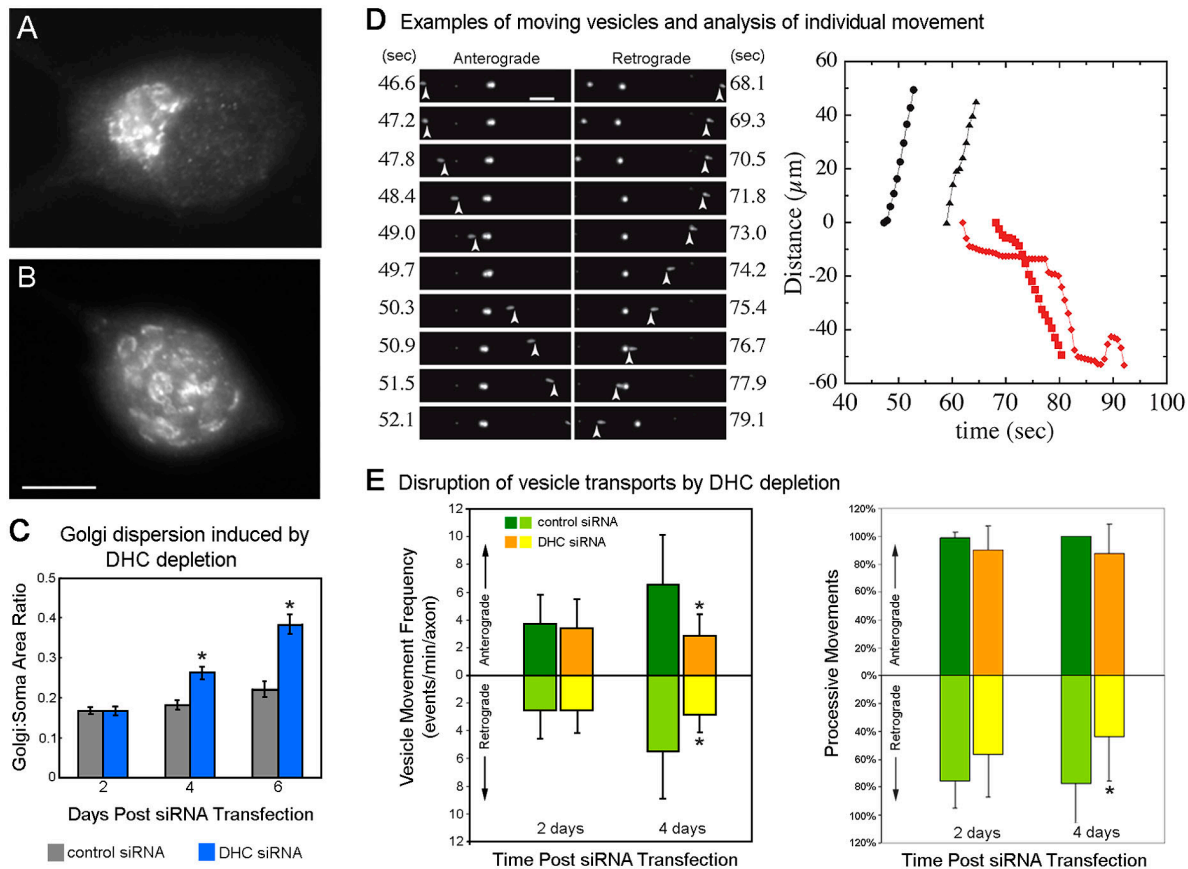 A
B
C Golgi dispersion induced by
DHC depletion
Golgi:Soma Area Ratio
0.5
0.4
0.3
0.2
0.1
0
*
*
2
4
6
Days Post siRNA Transfection
control siRNA
DHC siRNA
D Examples of moving vesicles and analysis of individual movement
(sec) Anterograde Retrograde (sec)
46.6 68.1
47.2 69.3
47.8 70.5
48.4 71.8
49.0 73.0
49.7 74.2
50.3 75.4
50.9 76.7
51.5 77.9
52.1 79.1
Distance (μm)
60
40
20
0
-20
-40
-60
40 50 60 70 80 90 100
time (sec)
E Disruption of vesicle transports by DHC depletion
Vesicle Movement Frequency
(events/min/axon)
Anterograde
Retrograde
12
10
8
6
4
2
0
2
4
6
8
10
12
control siRNA
DHC siRNA
*
*
2 days
4 days
Time Post siRNA Transfection
Processive Movements
Anterograde
Retrograde
120%
100%
80%
60%
40%
20%
0%
20%
40%
60%
80%
100%
120%
*
2 days
4 days
Time Post siRNA Transfection